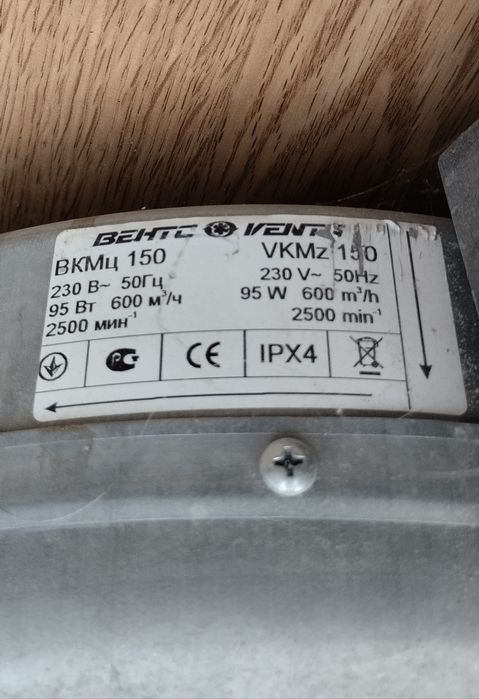 ВЕНТС VENTS
ВКМц 150 VKMz 150
230 В~ 50Гц 230 V~ 50Hz
95 Вт 600 м³/ч 95 W 600 m³/h
2500 мин⁻¹ 2500 min⁻¹
РС CE IPX4